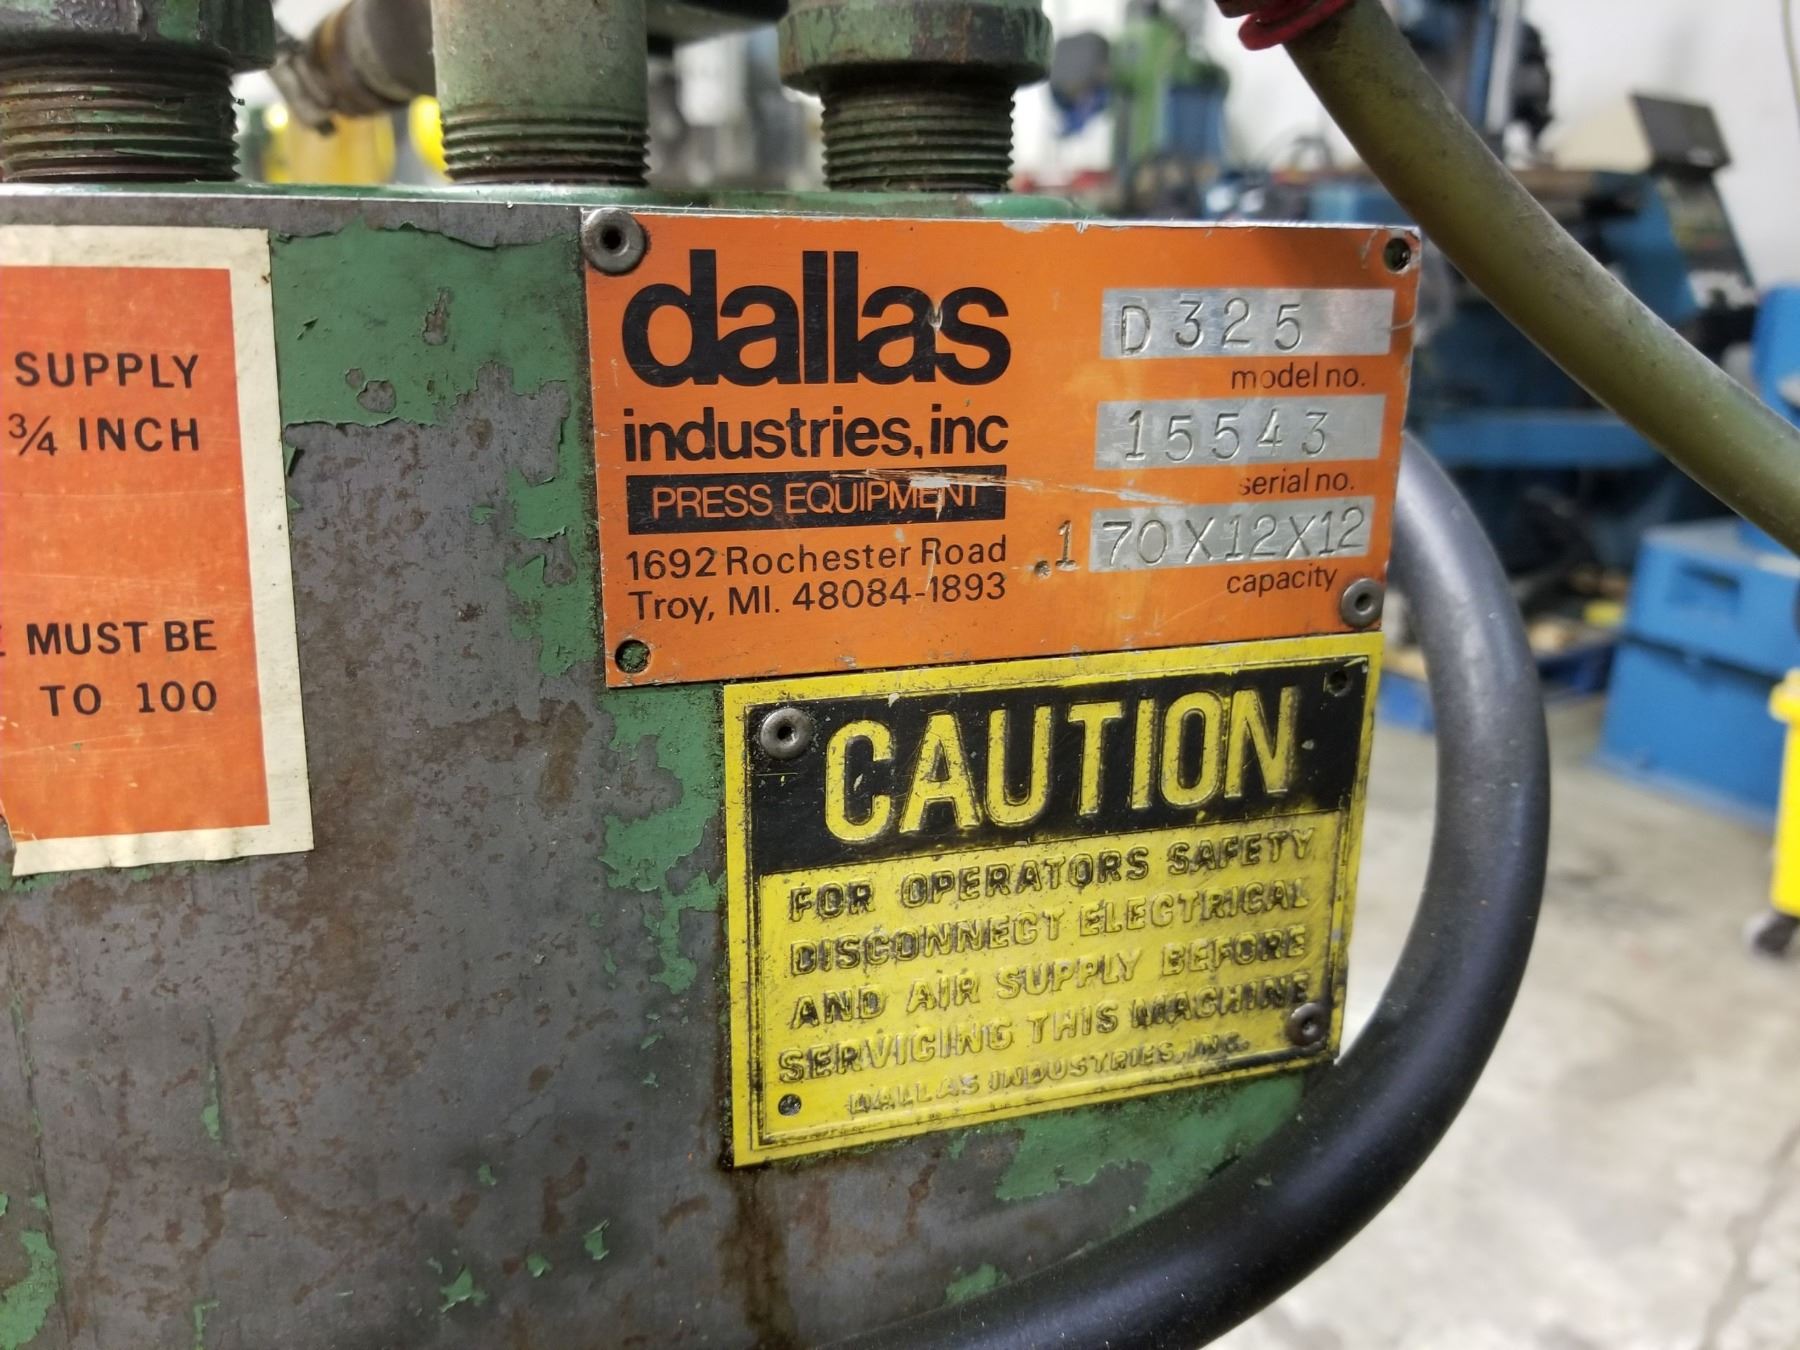 SUPPLY
3/4 INCH
MUST BE
TO 100
dallas
industries, inc
PRESS EQUIPMENT
1692 Rochester Road
Troy, MI. 48084-1893
D325
model no.
15543
serial no.
.170X12X12
capacity
CAUTION
FOR OPERATORS SAFETY
DISCONNECT ELECTRICAL
AND AIR SUPPLY BEFORE
SERVICING THIS MACHINE
DALLAS INDUSTRIES, INC.